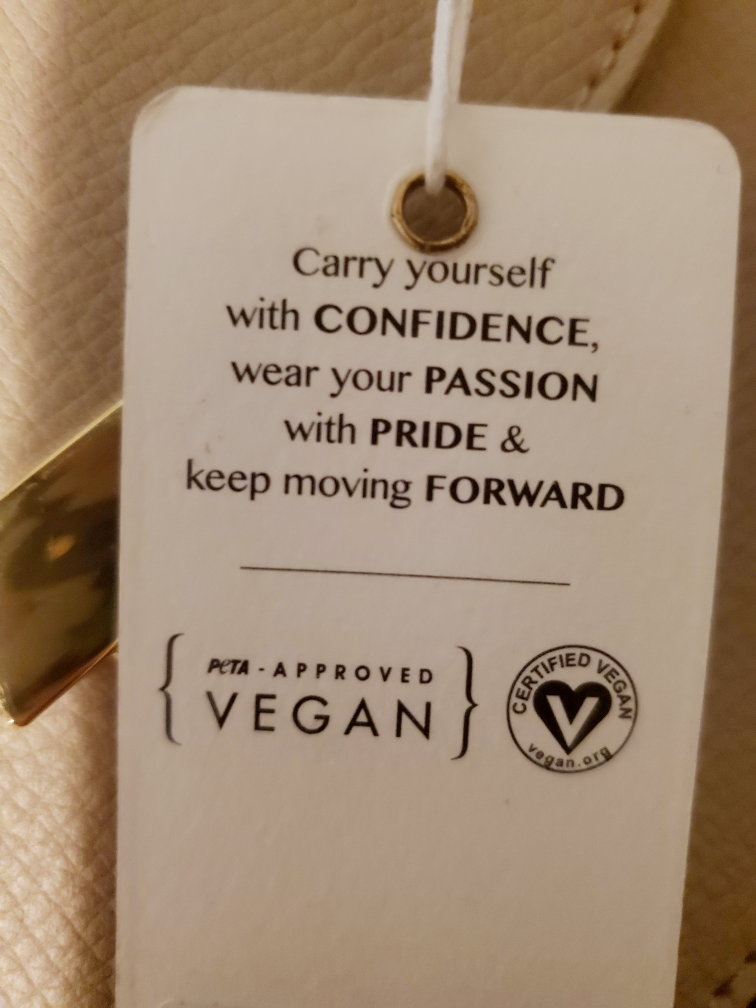 Carry yourself
with CONFIDENCE,
wear your PASSION
with PRIDE &
keep moving FORWARD
{ PeTA - APPROVED
VEGAN }
CERTIFIED VEGAN
V
vegan.org